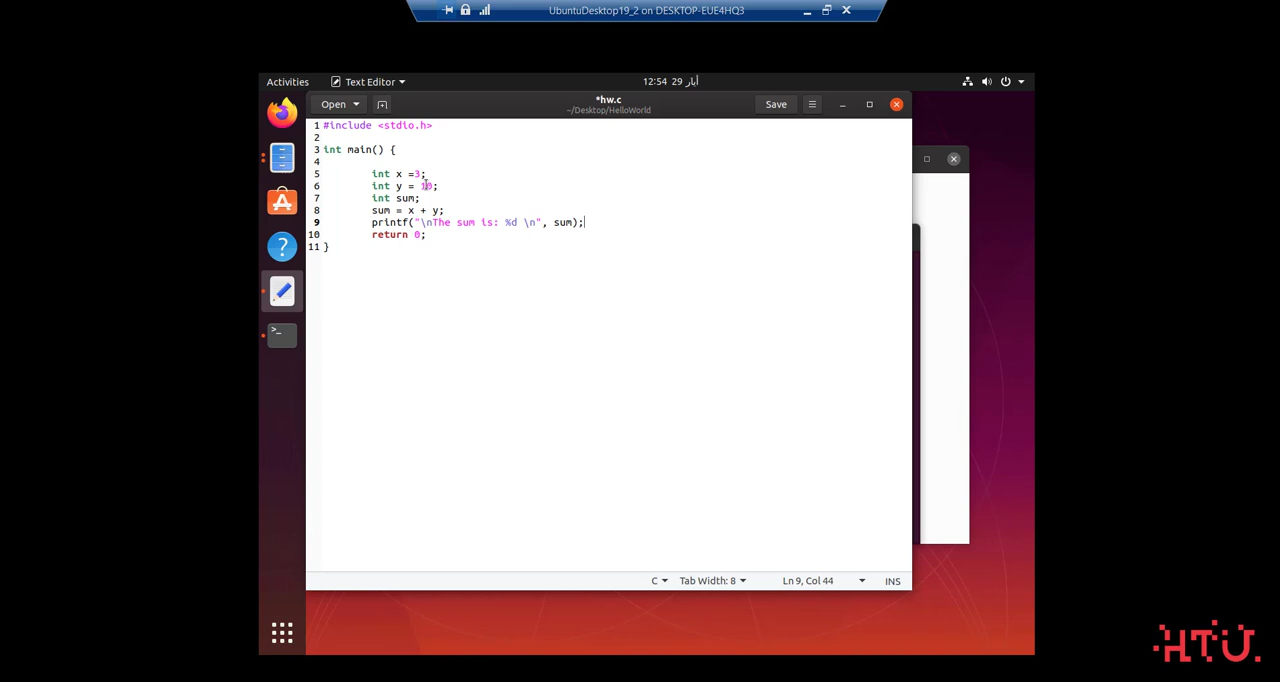 UbuntuDesktop19_2 on DESKTOP-EUE4HQ3
Activities
Text Editor
12:54 29 أيار
Open
*hw.c
~/Desktop/HelloWorld
Save
1 #include <stdio.h>
2
3 int main() {
4
5 int x =3;
6 int y = 10;
7 int sum;
8 sum = x + y;
9 printf("\nThe sum is: %d \n", sum);
10 return 0;
11 }
C
Tab Width: 8
Ln 9, Col 44
INS
HTU